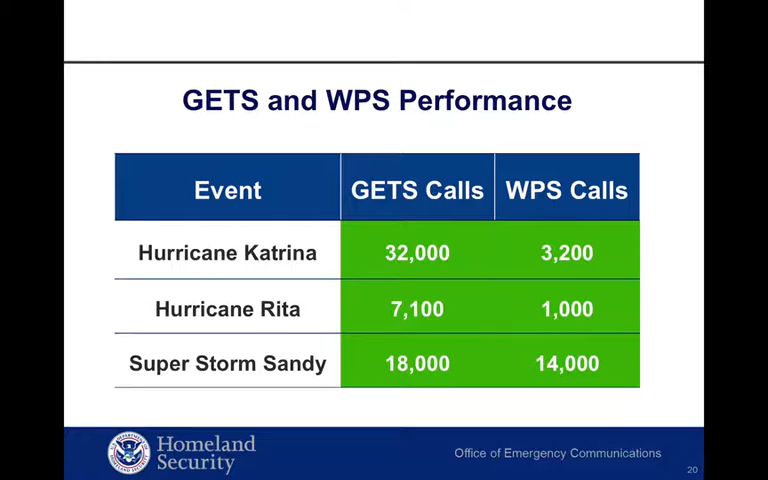 GETS and WPS Performance
Event GETS Calls WPS Calls
Hurricane Katrina 32,000 3,200
Hurricane Rita 7,100 1,000
Super Storm Sandy 18,000 14,000
Homeland
Security
Office of Emergency Communications
20